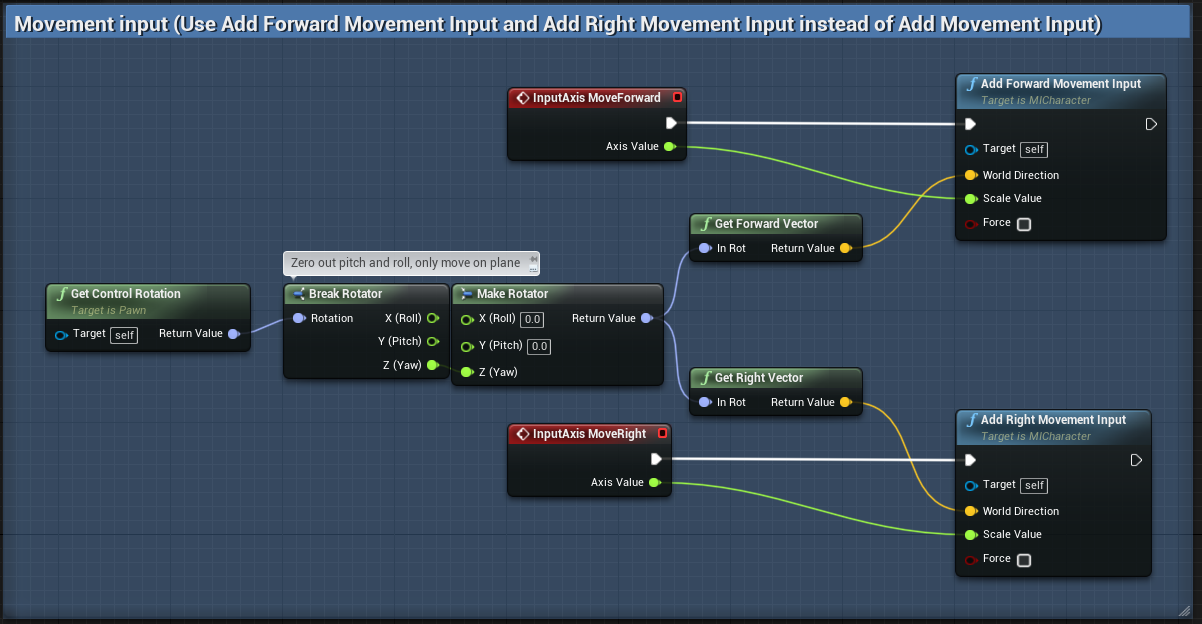 Movement input (Use Add Forward Movement Input and Add Right Movement Input instead of Add Movement Input)
InputAxis MoveForward
Axis Value
Add Forward Movement Input
Target is MICharacter
Target self
World Direction
Scale Value
Force
Get Forward Vector
In Rot Return Value
Zero out pitch and roll, only move on plane
Get Control Rotation
Target is Pawn
Target self Return Value
Break Rotator
Rotation X (Roll)
Y (Pitch)
Z (Yaw)
Make Rotator
X (Roll) 0.0 Return Value
Y (Pitch) 0.0
Z (Yaw)
Get Right Vector
In Rot Return Value
InputAxis MoveRight
Axis Value
Add Right Movement Input
Target is MICharacter
Target self
World Direction
Scale Value
Force